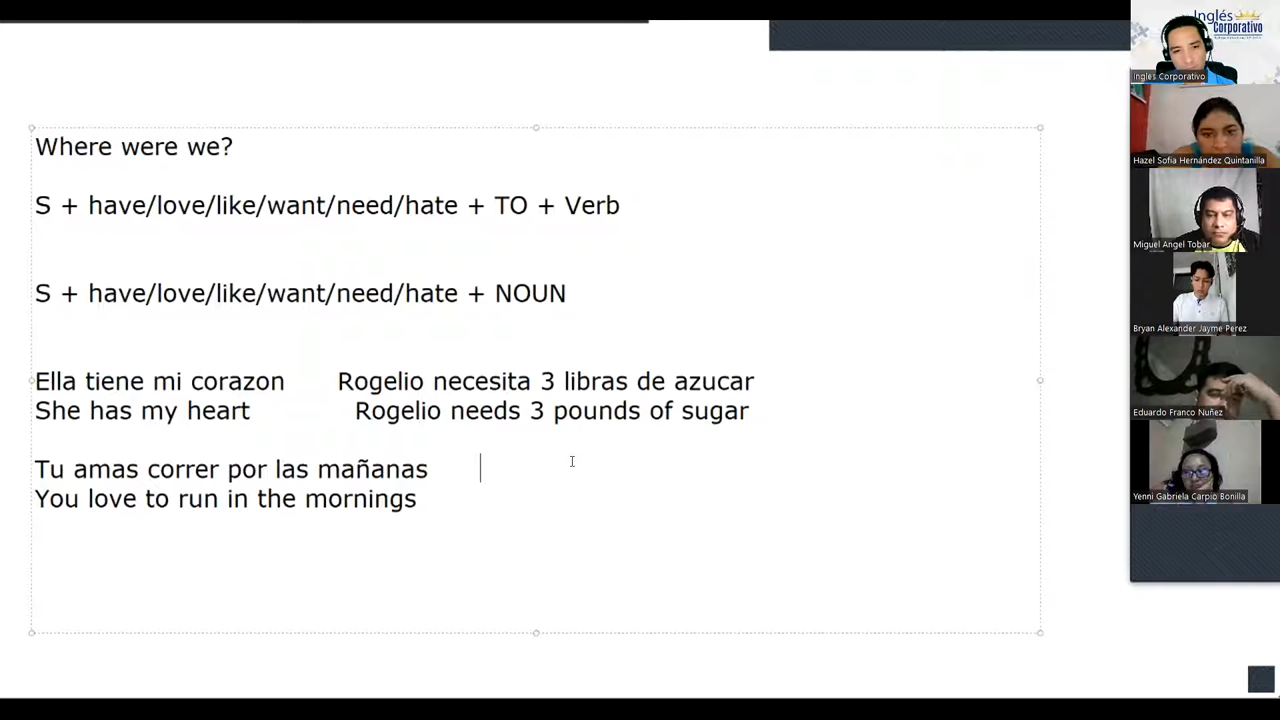 Where were we?
S + have/love/like/want/need/hate + TO + Verb
S + have/love/like/want/need/hate + NOUN
Ella tiene mi corazon Rogelio necesita 3 libras de azucar
She has my heart Rogelio needs 3 pounds of sugar
Tu amas correr por las mañanas
You love to run in the mornings
Inglés
Corporativo
Ingles Corporativo
Hazel Sofia Hernández Quintanilla
Miguel Angel Tobar
Bryan Alexander Jayme Perez
Eduardo Franco Nuñez
Yenni Gabriela Carpio Bonilla